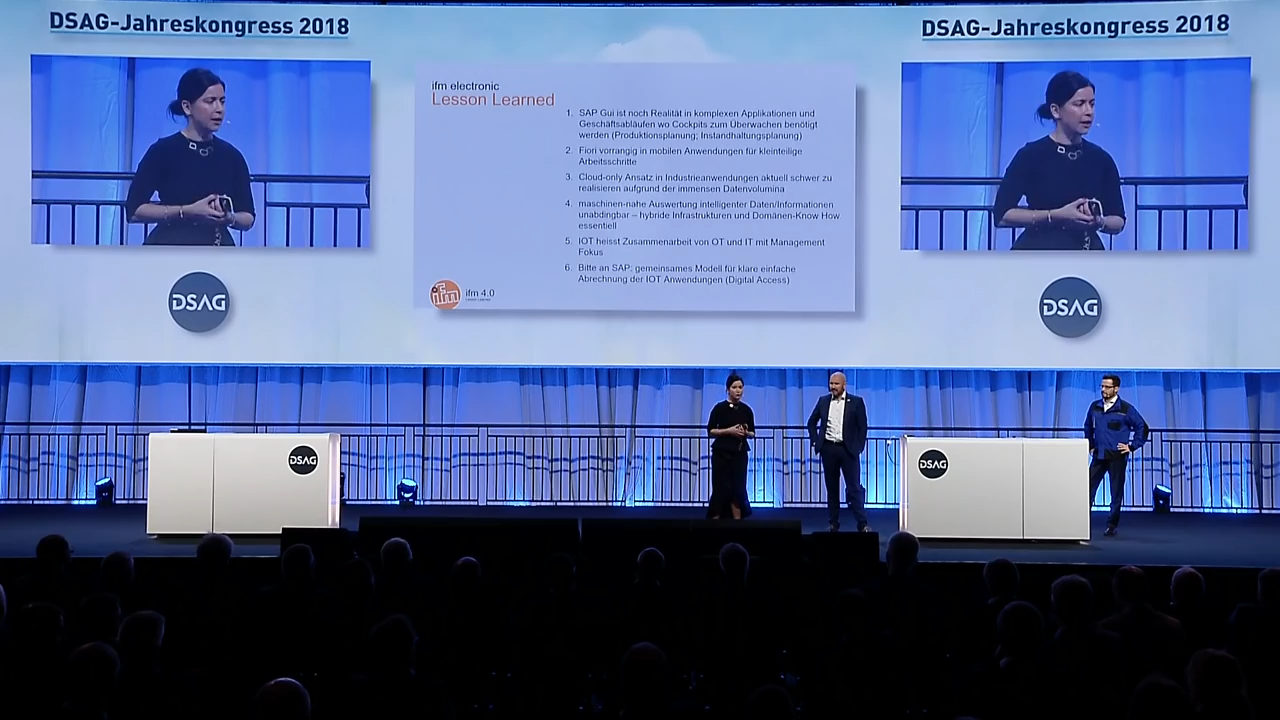 DSAG-Jahreskongress 2018
DSAG-Jahreskongress 2018
ifm electronic
Lesson Learned
1. SAP Gui ist noch Realität in komplexen Applikationen und
Geschäftsabläufen wo Cockpits zum Überwachen benötigt
werden (Produktionsplanung; Instandhaltungsplanung)
2. Fiori vorrangig in mobilen Anwendungen für kleinteilige
Arbeitsschritte
3. Cloud-only Ansatz in Industrieanwendungen aktuell schwer zu
realisieren aufgrund der immensen Datenvolumina
4. maschinen-nahe Auswertung intelligenter Daten/Informationen
unabdingbar – hybride Infrastrukturen und Domänen-Know How
essentiell
5. IOT heisst Zusammenarbeit von OT und IT mit Management
Fokus
6. Bitte an SAP: gemeinsames Modell für klare einfache
Abrechnung der IOT Anwendungen (Digital Access)
ifm
ifm 4.0
Lesson Learned
DSAG
DSAG
DSAG
DSAG